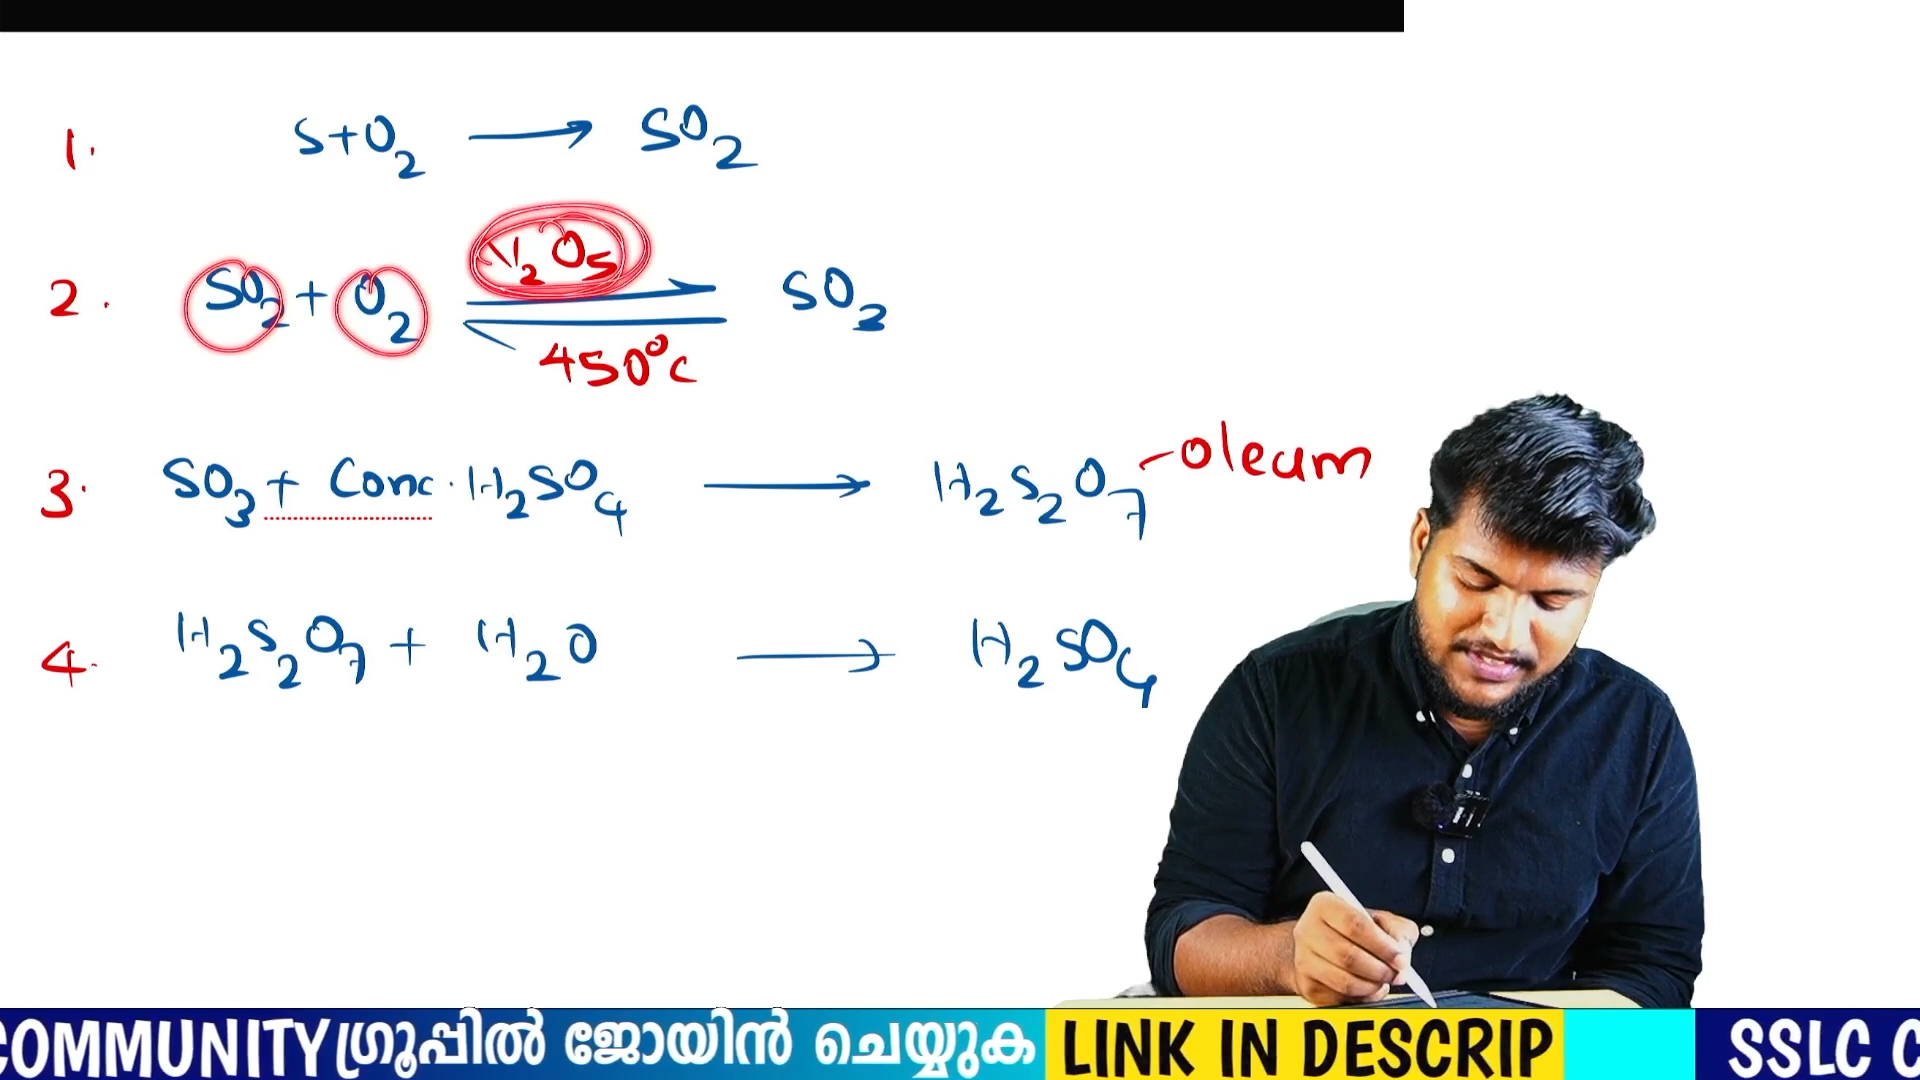 1. S+O₂ ⟶ SO₂
2. SO₂ + O₂ V₂O₅ ⇌ 450°C SO₃
3. SO₃ + Conc. H₂SO₄ ⟶ H₂S₂O₇ - oleum
4. H₂S₂O₇ + H₂O ⟶ H₂SO₄
COMMUNITY ഗ്രൂപ്പിൽ ജോയിൻ ചെയ്യുക LINK IN DESCRIP SSLC C